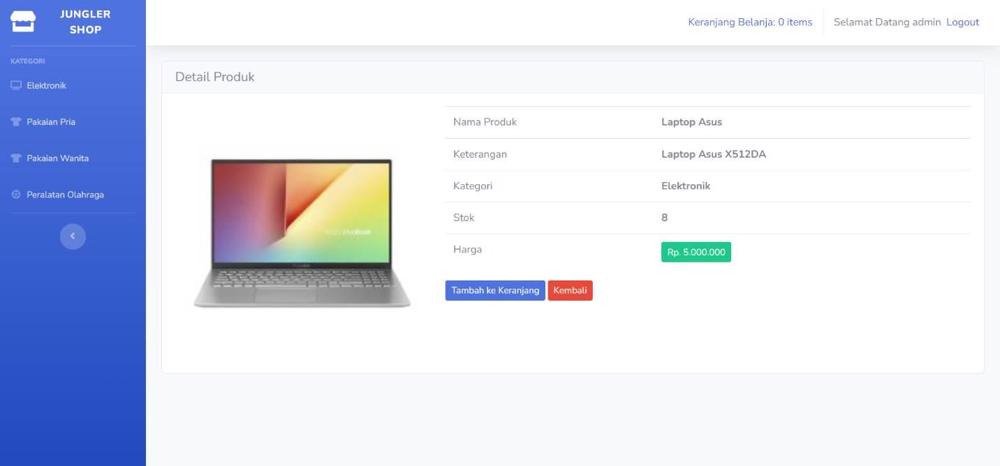 JUNGLER
SHOP
Keranjang Belanja: 0 items
Selamat Datang admin Logout
KATEGORI
Elektronik
Pakaian Pria
Pakaian Wanita
Peralatan Olahraga
Detail Produk
Nama Produk Laptop Asus
Keterangan Laptop Asus X512DA
Kategori Elektronik
Stok 8
Harga Rp. 5.000.000
Tambah ke Keranjang Kembali